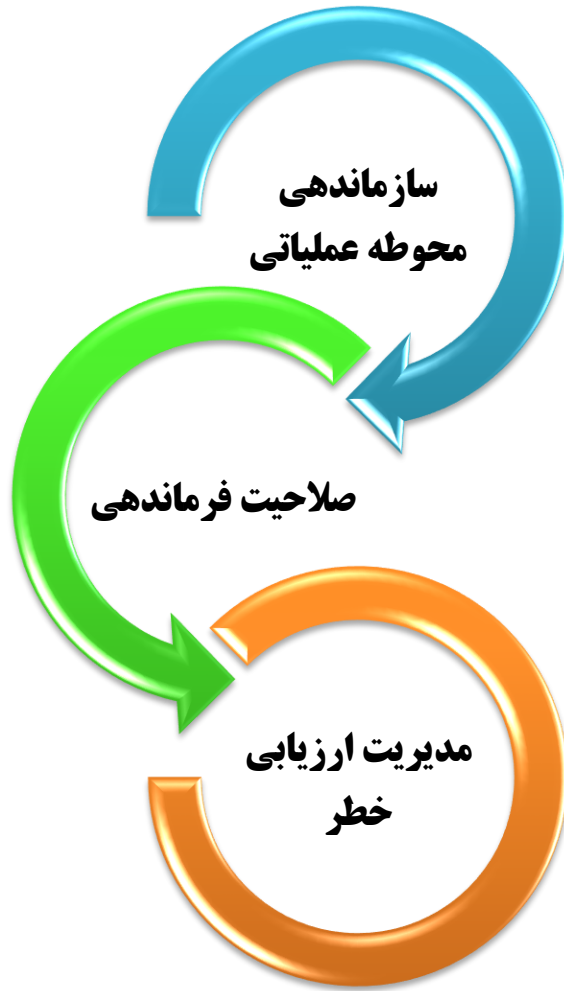 سازماندهی
محوطه عملیاتی
صلاحیت فرماندهی
مدیریت ارزیابی
خطر